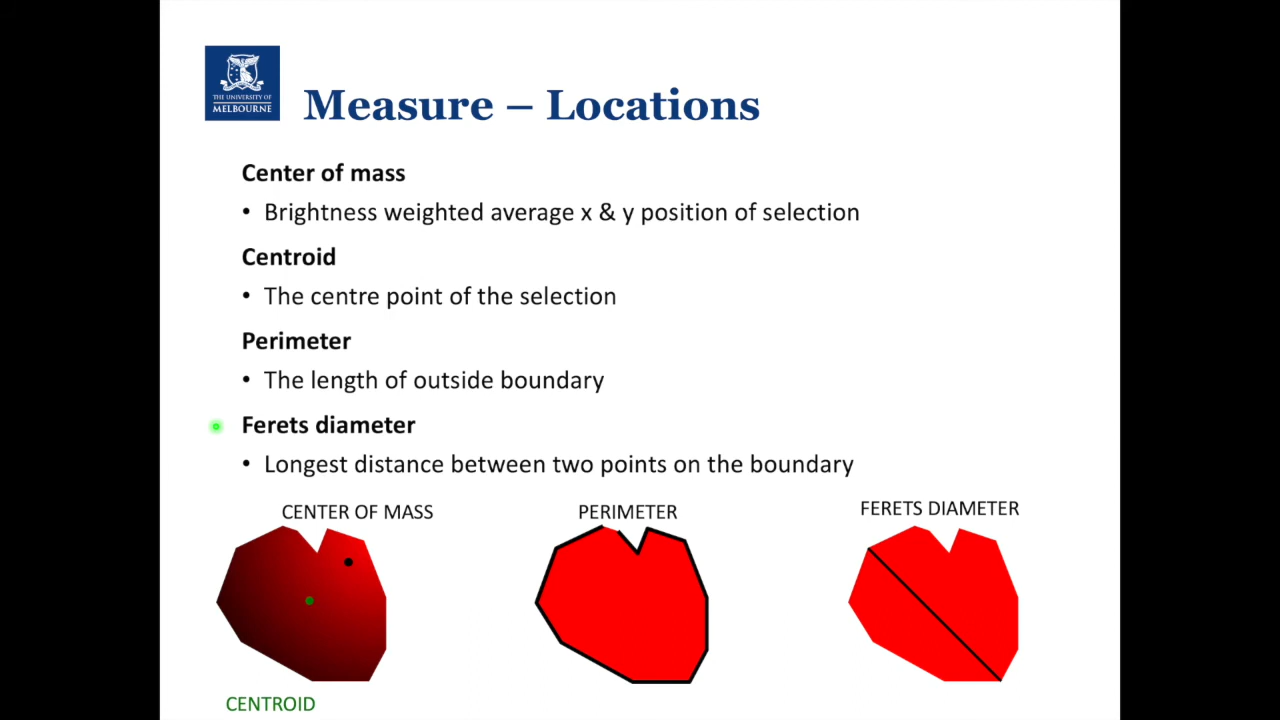 THE UNIVERSITY OF
MELBOURNE
Measure – Locations
Center of mass
• Brightness weighted average x & y position of selection
Centroid
• The centre point of the selection
Perimeter
• The length of outside boundary
Ferets diameter
• Longest distance between two points on the boundary
CENTER OF MASS
PERIMETER
FERETS DIAMETER
CENTROID